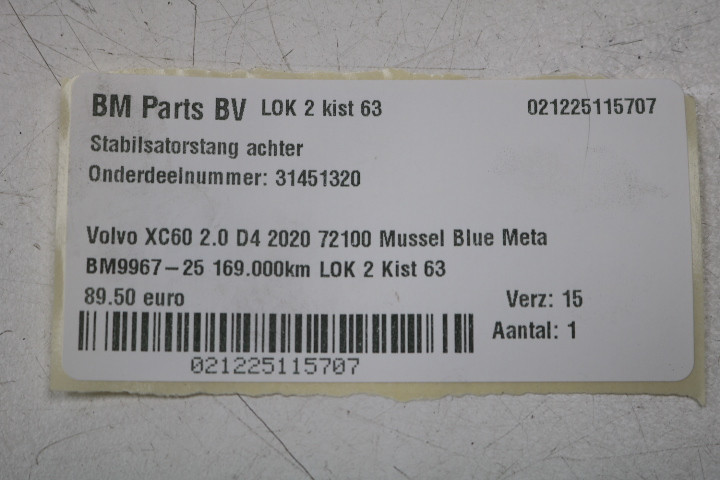 BM Parts BV LOK 2 kist 63 021225115707
Stabilsatorstang achter
Onderdeelnummer: 31451320
Volvo XC60 2.0 D4 2020 72100 Mussel Blue Meta
BM9967-25 169.000km LOK 2 Kist 63
89.50 euro Verz: 15
Aantal: 1
021225115707